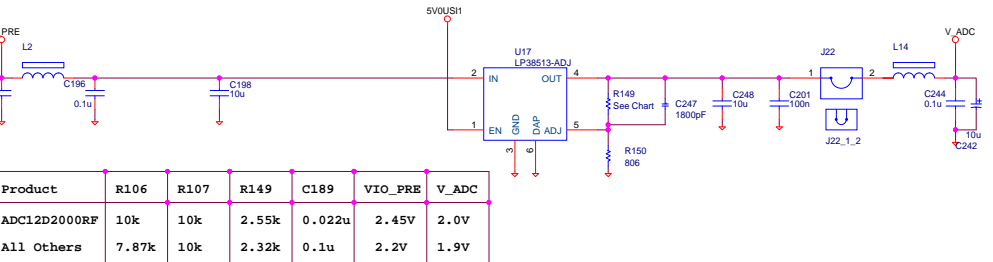 5V0USI1
_PRE
V_ADC
L2
U17
LP38513-ADJ
J22
L14
2 IN
OUT 4
1
2
C196
0.1u
C198
10u
R149
See Chart
C247
1800pF
C248
10u
C201
100n
C244
0.1u
1 EN
GND
DAP
ADJ 5
3
6
R150
806
J22_1_2
10u
C242
Product R106 R107 R149 C189 VIO_PRE V_ADC
ADC12D2000RF 10k 10k 2.55k 0.022u 2.45V 2.0V
All Others 7.87k 10k 2.32k 0.1u 2.2V 1.9V